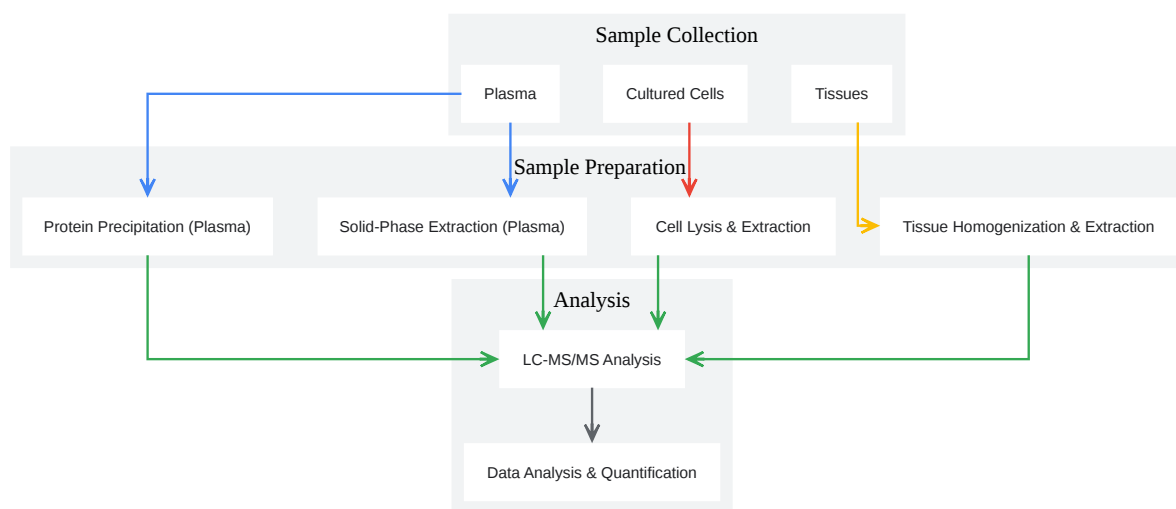 Sample Collection
Plasma
Cultured Cells
Tissues
Sample Preparation
Protein Precipitation (Plasma)
Solid-Phase Extraction (Plasma)
Cell Lysis & Extraction
Tissue Homogenization & Extraction
Analysis
LC-MS/MS Analysis
Data Analysis & Quantification